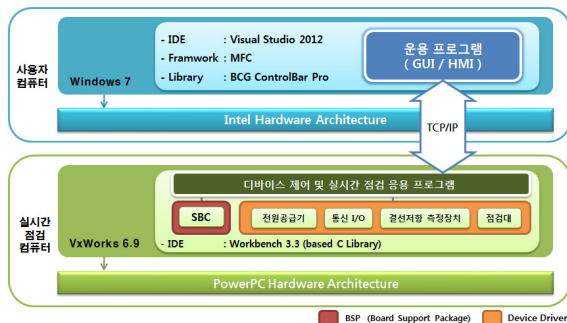 사용자
컴퓨터
Windows 7
- IDE : Visual Studio 2012
- Framwork : MFC
- Library : BCG ControlBar Pro
운용 프로그램
( GUI / HMI )
Intel Hardware Architecture
TCP/IP
실시간
점검
컴퓨터
VxWorks 6.9
디바이스 제어 및 실시간 점검 응용 프로그램
SBC
전원공급기
통신 I/O
결선저항 측정장치
점검대
- IDE : Workbench 3.3 (based C Library)
PowerPC Hardware Architecture
BSP (Board Support Package)
Device Driver